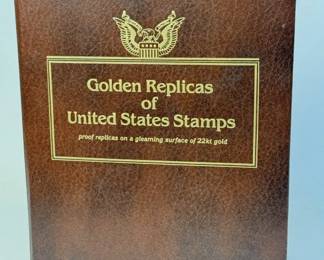 Golden Replicas
of
United States Stamps
proof replicas on a gleaming surface of 22kt gold